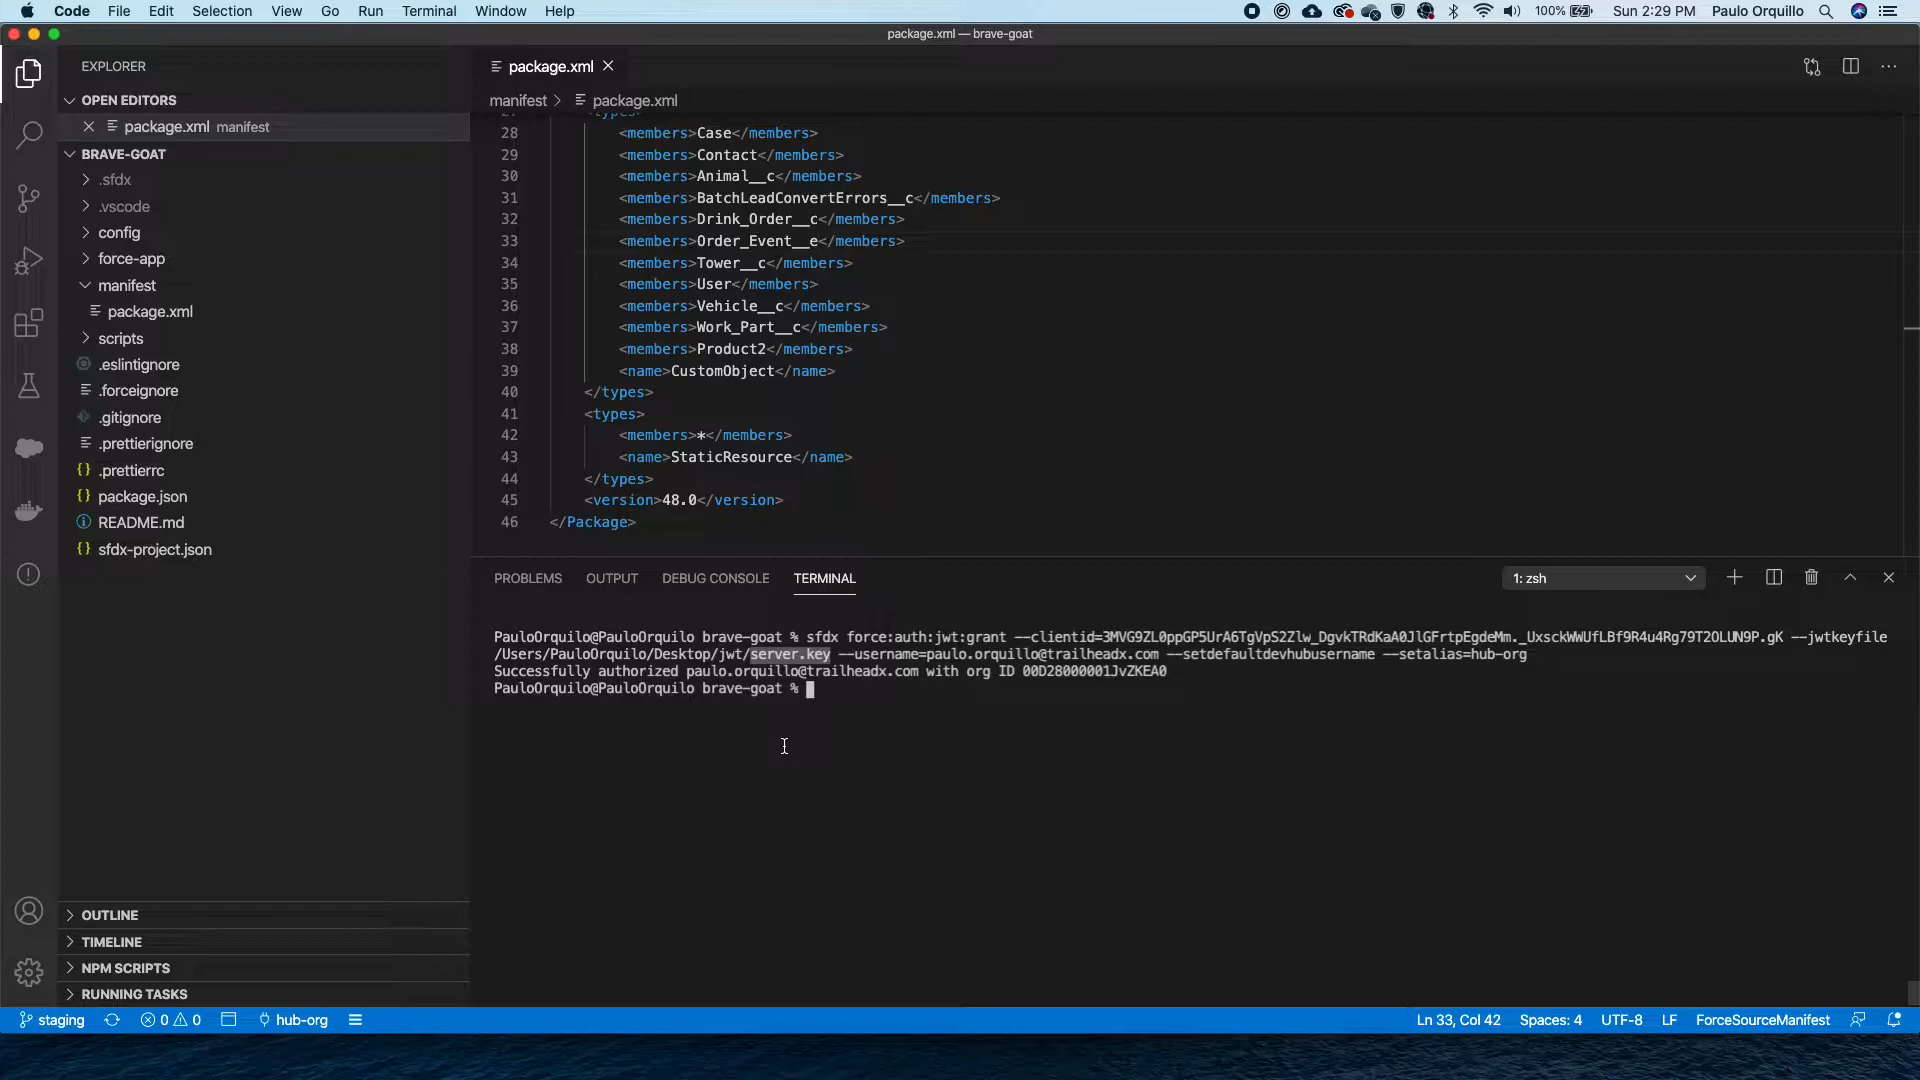 Code File Edit Selection View Go Run Terminal Window Help 100% Sun 2:29 PM Paulo Orquillo
package.xml — brave-goat
EXPLORER
OPEN EDITORS
package.xml manifest
BRAVE-GOAT
.sfdx
.vscode
config
force-app
manifest
package.xml
scripts
.eslintignore
.forceignore
.gitignore
.prettierignore
.prettierrc
package.json
README.md
sfdx-project.json
OUTLINE
TIMELINE
NPM SCRIPTS
RUNNING TASKS
package.xml
manifest > package.xml
27 <types>
28 <members>Case</members>
29 <members>Contact</members>
30 <members>Animal__c</members>
31 <members>BatchLeadConvertErrors__c</members>
32 <members>Drink_Order__c</members>
33 <members>Order_Event__e</members>
34 <members>Tower__c</members>
35 <members>User</members>
36 <members>Vehicle__c</members>
37 <members>Work_Part__c</members>
38 <members>Product2</members>
39 <name>CustomObject</name>
40 </types>
41 <types>
42 <members>*</members>
43 <name>StaticResource</name>
44 </types>
45 <version>48.0</version>
46 </Package>
PROBLEMS OUTPUT DEBUG CONSOLE TERMINAL 1: zsh
PauloOrquilo@PauloOrquilo brave-goat % sfdx force:auth:jwt:grant --clientid=3MVG9ZL0ppGP5UrA6TgVpS2Zlw_DgvkTRdKaA0JlGFrtpEgdeMm._UxsckWWUfLBf9R4u4Rg79T2OLUN9P.gK --jwtkeyfile
/Users/PauloOrquilo/Desktop/jwt/server.key --username=paulo.orquillo@trailheadx.com --setdefaultdevhubusername --setalias=hub-org
Successfully authorized paulo.orquillo@trailheadx.com with org ID 00D28000001JvZKEA0
PauloOrquilo@PauloOrquilo brave-goat %
staging 0 0 hub-org Ln 33, Col 42 Spaces: 4 UTF-8 LF ForceSourceManifest